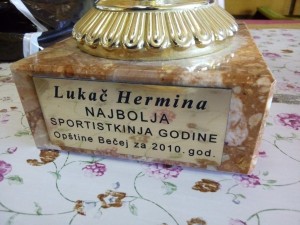 Lukač Hermina
NAJBOLJA
SPORTISTKINJA GODINE
Opštine Bečej za 2010. god.